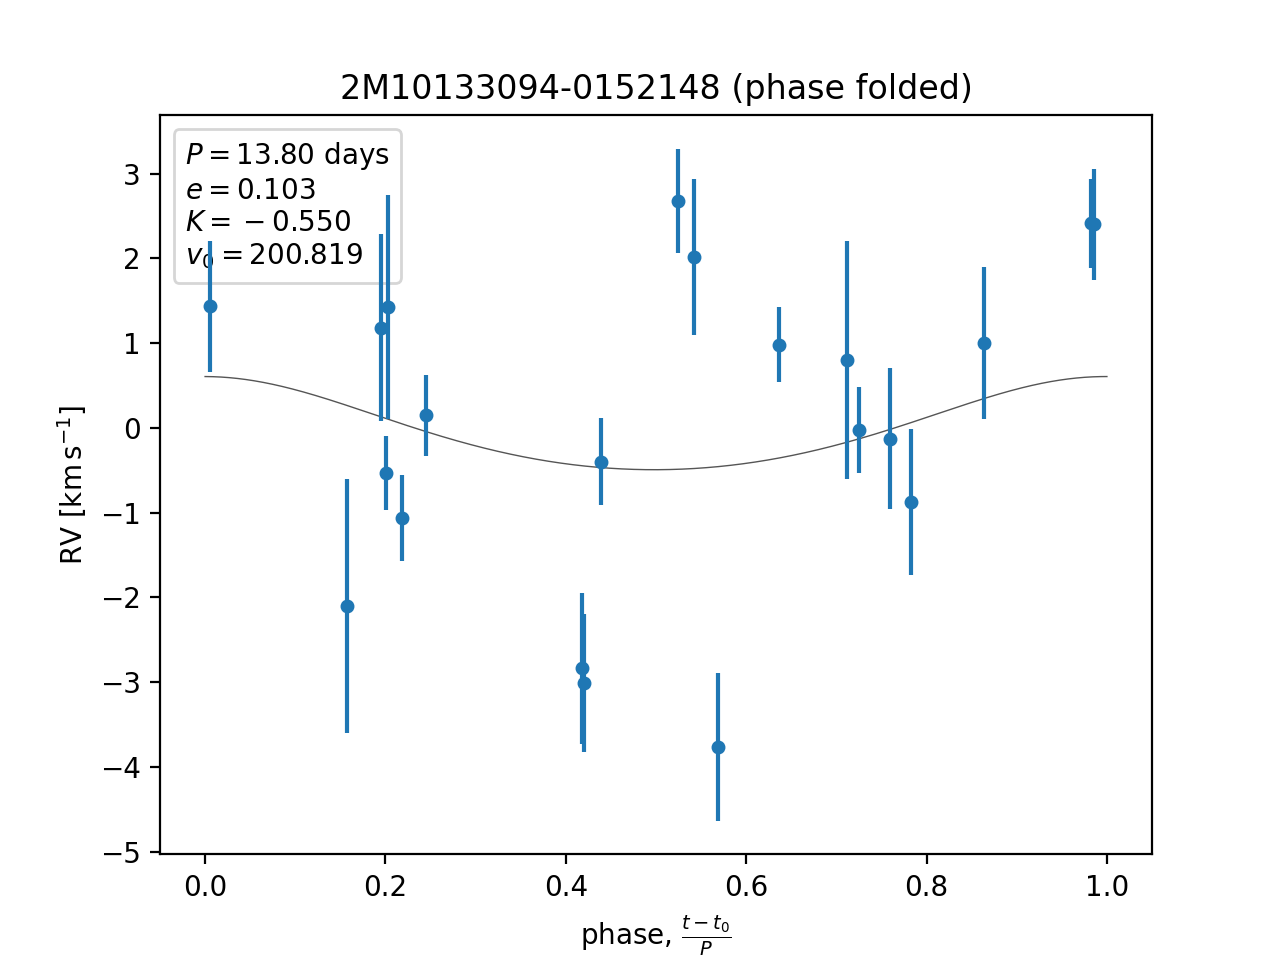 2M10133094-0152148 (phase folded)
P = 13.80 days
e = 0.103
K = −0.550
v₀ = 200.819
RV [km s⁻¹]
3
2
1
0
−1
−2
−3
−4
−5
0.0 0.2 0.4 0.6 0.8 1.0
phase, (t − t₀)/P